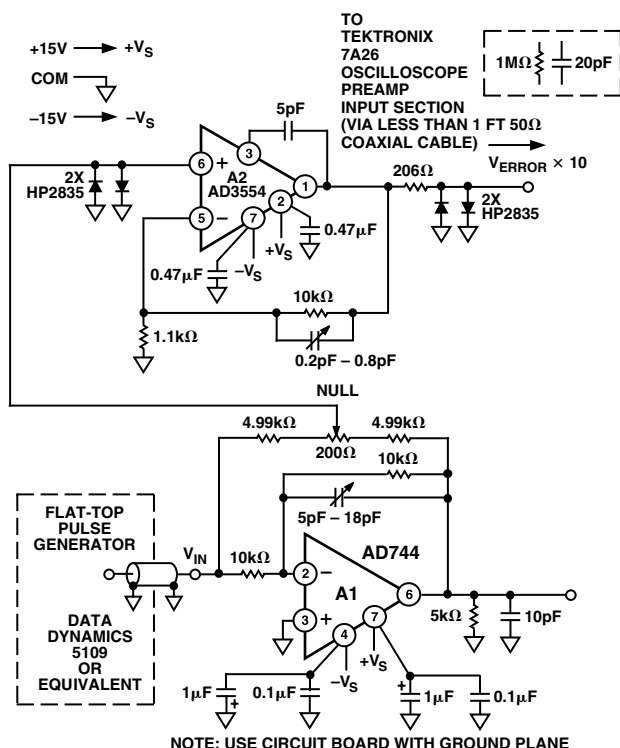 +15V +VS
COM
–15V –VS
TO
TEKTRONIX
7A26
OSCILLOSCOPE
PREAMP
INPUT SECTION
(VIA LESS THAN 1 FT 50Ω
COAXIAL CABLE)
1MΩ 20pF
VERROR × 10
5pF
3
6 +
A2
AD3554
1
2
5 –
7
2X
HP2835
206Ω
2X
HP2835
0.47µF
+VS
–VS
0.47µF
10kΩ
1.1kΩ
0.2pF – 0.8pF
NULL
4.99kΩ 4.99kΩ
200Ω
10kΩ
5pF – 18pF
FLAT-TOP
PULSE
GENERATOR
VIN
10kΩ
AD744
2 –
A1
6
3 +
7
4
DATA
DYNAMICS
5109
OR
EQUIVALENT
5kΩ 10pF
+VS
–VS
1µF + 0.1µF
+ 1µF 0.1µF
NOTE: USE CIRCUIT BOARD WITH GROUND PLANE